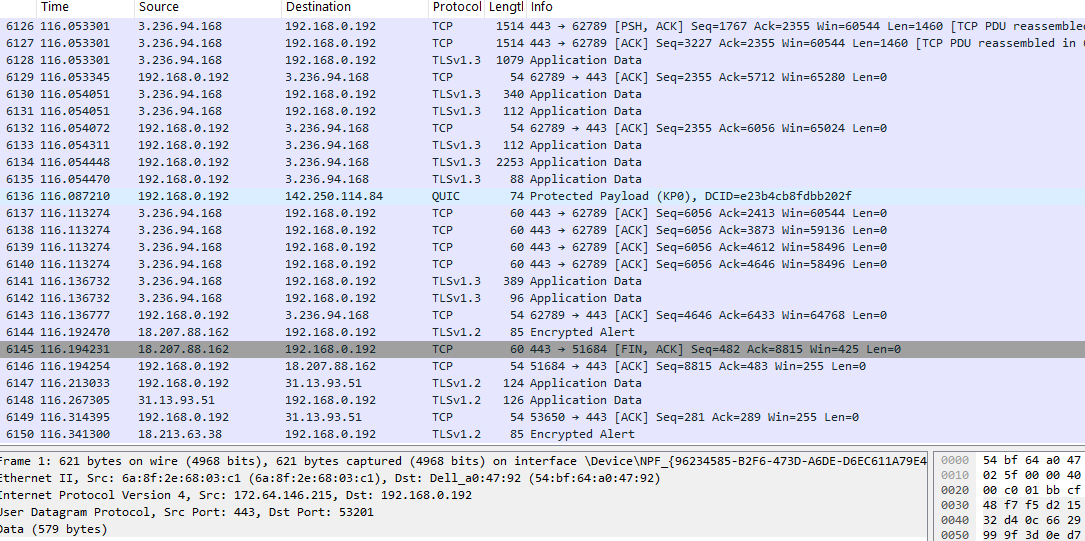 Time Source Destination Protocol Lengtl Info
6126 116.053301 3.236.94.168 192.168.0.192 TCP 1514 443 → 62789 [PSH, ACK] Seq=1767 Ack=2355 Win=60544 Len=1460 [TCP PDU reassembled
6127 116.053301 3.236.94.168 192.168.0.192 TCP 1514 443 → 62789 [ACK] Seq=3227 Ack=2355 Win=60544 Len=1460 [TCP PDU reassembled in
6128 116.053301 3.236.94.168 192.168.0.192 TLSv1.3 1079 Application Data
6129 116.053345 192.168.0.192 3.236.94.168 TCP 54 62789 → 443 [ACK] Seq=2355 Ack=5712 Win=65280 Len=0
6130 116.054051 3.236.94.168 192.168.0.192 TLSv1.3 340 Application Data
6131 116.054051 3.236.94.168 192.168.0.192 TLSv1.3 112 Application Data
6132 116.054072 192.168.0.192 3.236.94.168 TCP 54 62789 → 443 [ACK] Seq=2355 Ack=6056 Win=65024 Len=0
6133 116.054311 192.168.0.192 3.236.94.168 TLSv1.3 112 Application Data
6134 116.054448 192.168.0.192 3.236.94.168 TLSv1.3 2253 Application Data
6135 116.054470 192.168.0.192 3.236.94.168 TLSv1.3 88 Application Data
6136 116.087210 192.168.0.192 142.250.114.84 QUIC 74 Protected Payload (KP0), DCID=e23b4cb8fdbb202f
6137 116.113274 3.236.94.168 192.168.0.192 TCP 60 443 → 62789 [ACK] Seq=6056 Ack=2413 Win=60544 Len=0
6138 116.113274 3.236.94.168 192.168.0.192 TCP 60 443 → 62789 [ACK] Seq=6056 Ack=3873 Win=59136 Len=0
6139 116.113274 3.236.94.168 192.168.0.192 TCP 60 443 → 62789 [ACK] Seq=6056 Ack=4612 Win=58496 Len=0
6140 116.113274 3.236.94.168 192.168.0.192 TCP 60 443 → 62789 [ACK] Seq=6056 Ack=4646 Win=58496 Len=0
6141 116.136732 3.236.94.168 192.168.0.192 TLSv1.3 389 Application Data
6142 116.136732 3.236.94.168 192.168.0.192 TLSv1.3 96 Application Data
6143 116.136777 192.168.0.192 3.236.94.168 TCP 54 62789 → 443 [ACK] Seq=4646 Ack=6433 Win=64768 Len=0
6144 116.192470 18.207.88.162 192.168.0.192 TLSv1.2 85 Encrypted Alert
6145 116.194231 18.207.88.162 192.168.0.192 TCP 60 443 → 51684 [FIN, ACK] Seq=482 Ack=8815 Win=425 Len=0
6146 116.194254 192.168.0.192 18.207.88.162 TCP 54 51684 → 443 [ACK] Seq=8815 Ack=483 Win=255 Len=0
6147 116.213033 192.168.0.192 31.13.93.51 TLSv1.2 124 Application Data
6148 116.267305 31.13.93.51 192.168.0.192 TLSv1.2 126 Application Data
6149 116.314395 192.168.0.192 31.13.93.51 TCP 54 53650 → 443 [ACK] Seq=281 Ack=289 Win=255 Len=0
6150 116.341300 18.213.63.38 192.168.0.192 TLSv1.2 85 Encrypted Alert
Frame 1: 621 bytes on wire (4968 bits), 621 bytes captured (4968 bits) on interface \Device\NPF_{96234585-B2F6-473D-A6DE-D6EC611A79E4
Ethernet II, Src: 6a:8f:2e:68:03:c1 (6a:8f:2e:68:03:c1), Dst: Dell_a0:47:92 (54:bf:64:a0:47:92)
Internet Protocol Version 4, Src: 172.64.146.215, Dst: 192.168.0.192
User Datagram Protocol, Src Port: 443, Dst Port: 53201
Data (579 bytes)
0000 54 bf 64 a0 47
0010 02 5f 00 00 40
0020 00 c0 01 bb cf
0030 48 f7 f5 d2 15
0040 32 d4 0c 66 29
0050 99 9f 3d 0e d7